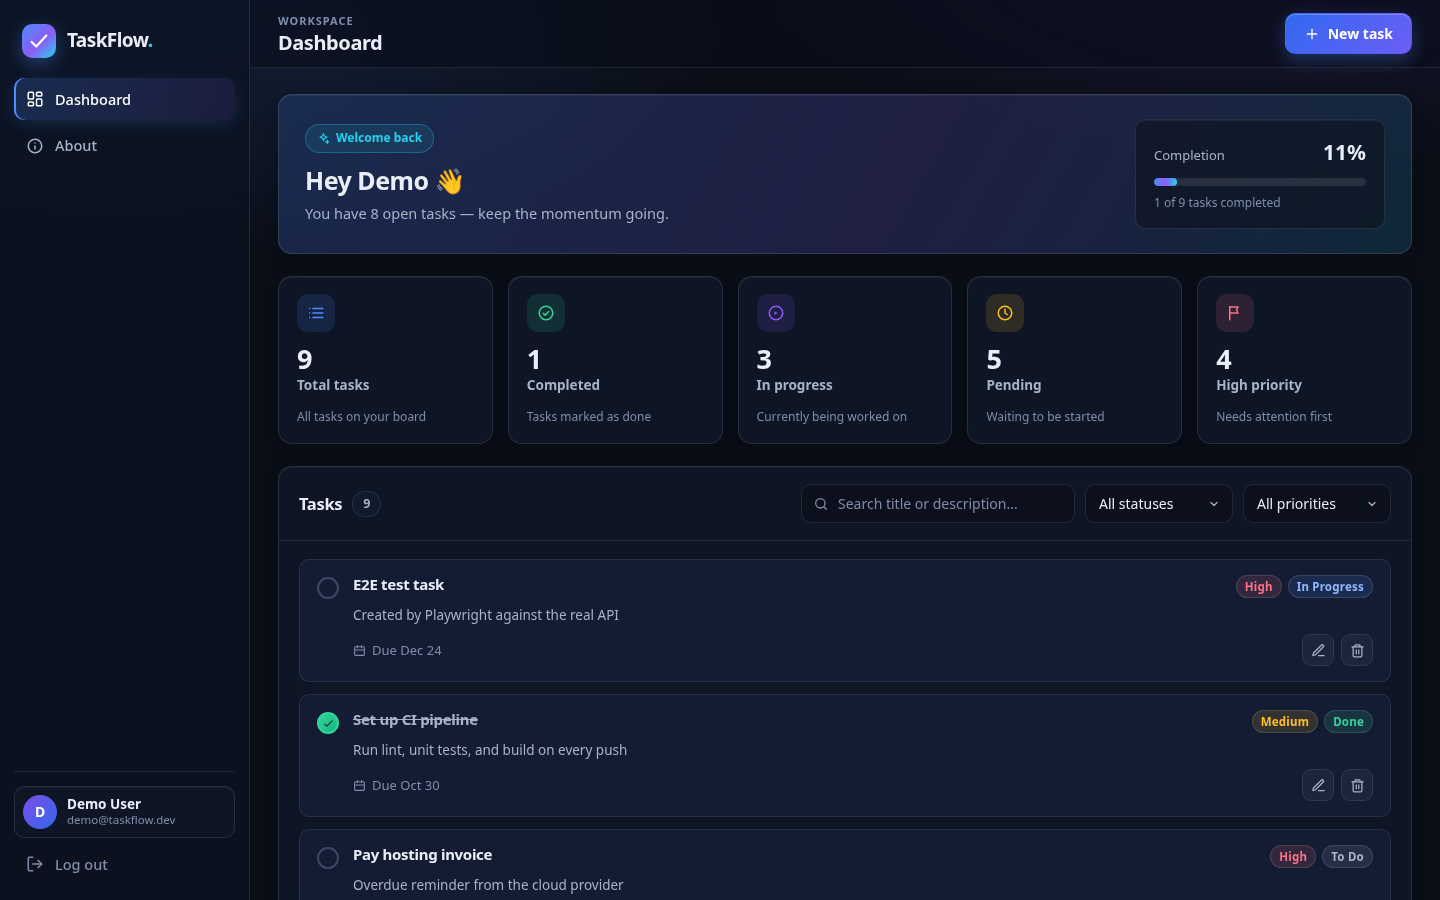 TaskFlow.
Dashboard
About
Demo User
demo@taskflow.dev
D
Log out
WORKSPACE
Dashboard
New task
Welcome back
Hey Demo 👋
You have 8 open tasks — keep the momentum going.
Completion 11%
1 of 9 tasks completed
9
Total tasks
All tasks on your board
1
Completed
Tasks marked as done
3
In progress
Currently being worked on
5
Pending
Waiting to be started
4
High priority
Needs attention first
Tasks 9
Search title or description...
All statuses
All priorities
E2E test task
High In Progress
Created by Playwright against the real API
Due Dec 24
Set up CI pipeline
Medium Done
Run lint, unit tests, and build on every push
Due Oct 30
Pay hosting invoice
High To Do
Overdue reminder from the cloud provider